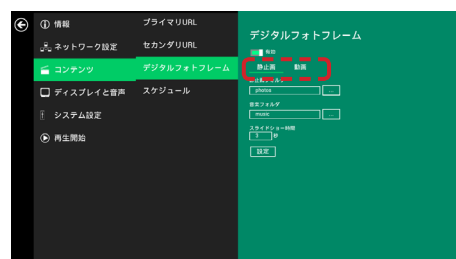 情報
ネットワーク設定
コンテンツ
ディスプレイと音声
システム設定
再生開始
プライマリURL
セカンダリURL
デジタルフォトフレーム
スケジュール
デジタルフォトフレーム
有効
静止画 動画
photos ...
音楽フォルダ
music ...
スライドショー時間
3 秒
設定